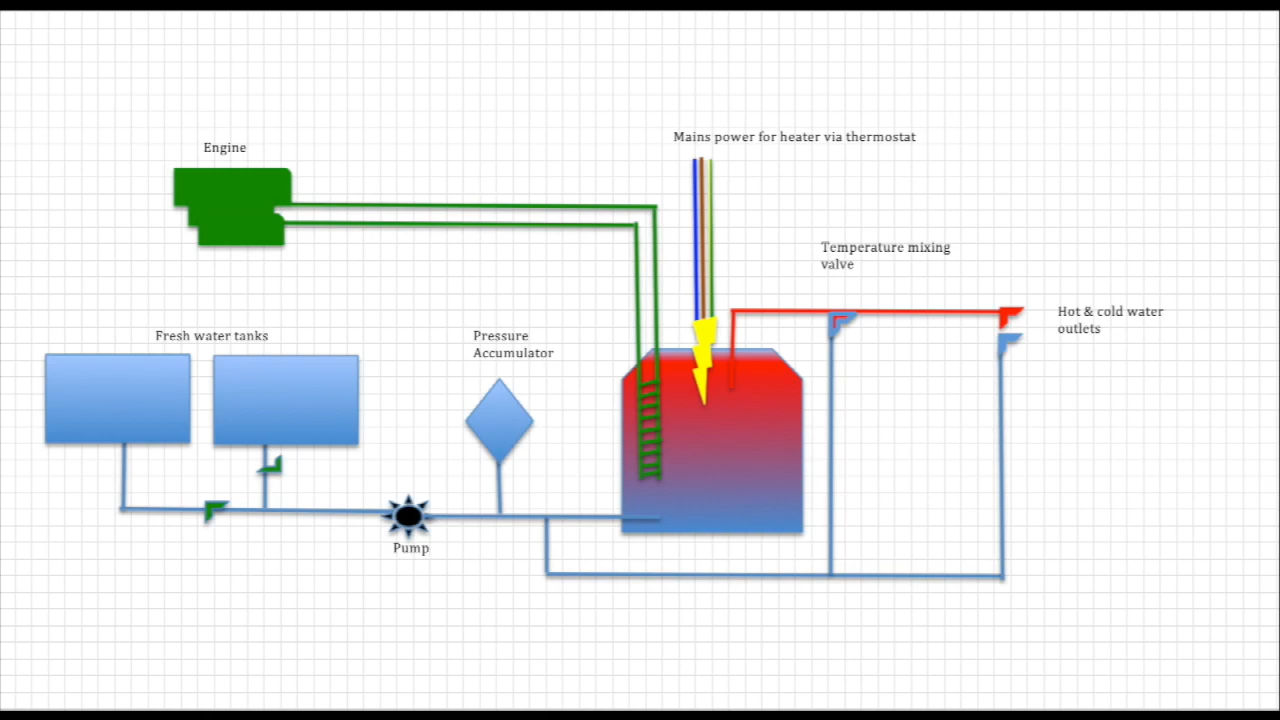 Mains power for heater via thermostat
Engine
Temperature mixing
valve
Hot & cold water
outlets
Fresh water tanks
Pressure
Accumulator
Pump